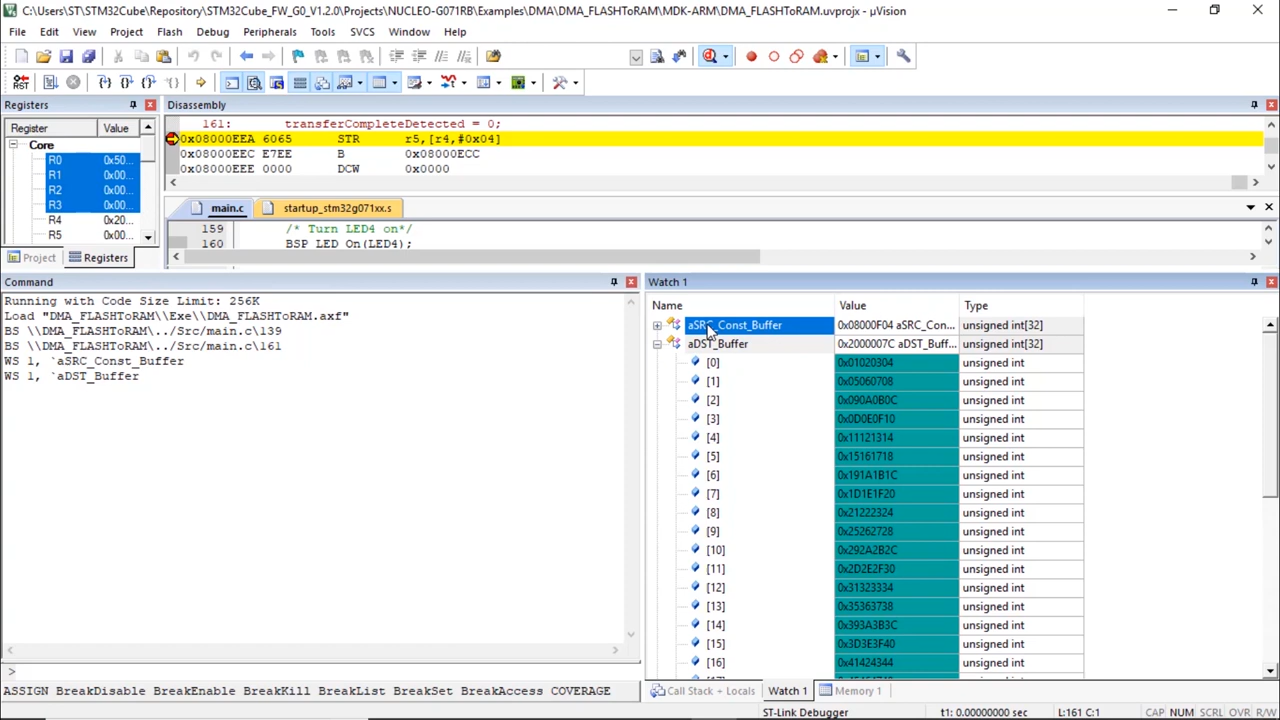 C:\Users\ST\STM32Cube\Repository\STM32Cube_FW_G0_V1.2.0\Projects\NUCLEO-G071RB\Examples\DMA\DMA_FLASHToRAM\MDK-ARM\DMA_FLASHToRAM.uvprojx - µVision
File Edit View Project Flash Debug Peripherals Tools SVCS Window Help
Registers
Register Value
Core
R0 0x50...
R1 0x00...
R2 0x00...
R3 0x00...
R4 0x20...
R5 0x00...
Project Registers
Disassembly
161: transferCompleteDetected = 0;
0x08000EEA 6065 STR r5,[r4,#0x04]
0x08000EEC E7EE B 0x08000ECC
0x08000EEE 0000 DCW 0x0000
main.c startup_stm32g071xx.s
159 /* Turn LED4 on*/
160 BSP_LED_On(LED4);
Command
Running with Code Size Limit: 256K
Load "DMA_FLASHToRAM\\Exe\\DMA_FLASHToRAM.axf"
BS \\DMA_FLASHToRAM\../Src/main.c\139
BS \\DMA_FLASHToRAM\../Src/main.c\161
WS 1, `aSRC_Const_Buffer
WS 1, `aDST_Buffer
>
ASSIGN BreakDisable BreakEnable BreakKill BreakList BreakSet BreakAccess COVERAGE
Watch 1
Name Value Type
aSRC_Const_Buffer 0x08000F04 aSRC_Con... unsigned int[32]
aDST_Buffer 0x2000007C aDST_Buff... unsigned int[32]
[0] 0x01020304 unsigned int
[1] 0x05060708 unsigned int
[2] 0x090A0B0C unsigned int
[3] 0x0D0E0F10 unsigned int
[4] 0x11121314 unsigned int
[5] 0x15161718 unsigned int
[6] 0x191A1B1C unsigned int
[7] 0x1D1E1F20 unsigned int
[8] 0x21222324 unsigned int
[9] 0x25262728 unsigned int
[10] 0x292A2B2C unsigned int
[11] 0x2D2E2F30 unsigned int
[12] 0x31323334 unsigned int
[13] 0x35363738 unsigned int
[14] 0x393A3B3C unsigned int
[15] 0x3D3E3F40 unsigned int
[16] 0x41424344 unsigned int
Call Stack + Locals Watch 1 Memory 1
ST-Link Debugger t1: 0.00000000 sec L:161 C:1 CAP NUM SCRL OVR R/W